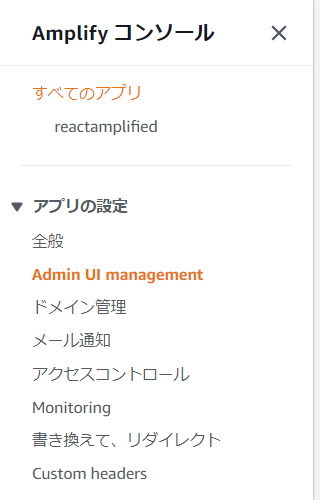 Amplify コンソール
すべてのアプリ
reactamplified
アプリの設定
全般
Admin UI management
ドメイン管理
メール通知
アクセスコントロール
Monitoring
書き換えて、リダイレクト
Custom headers